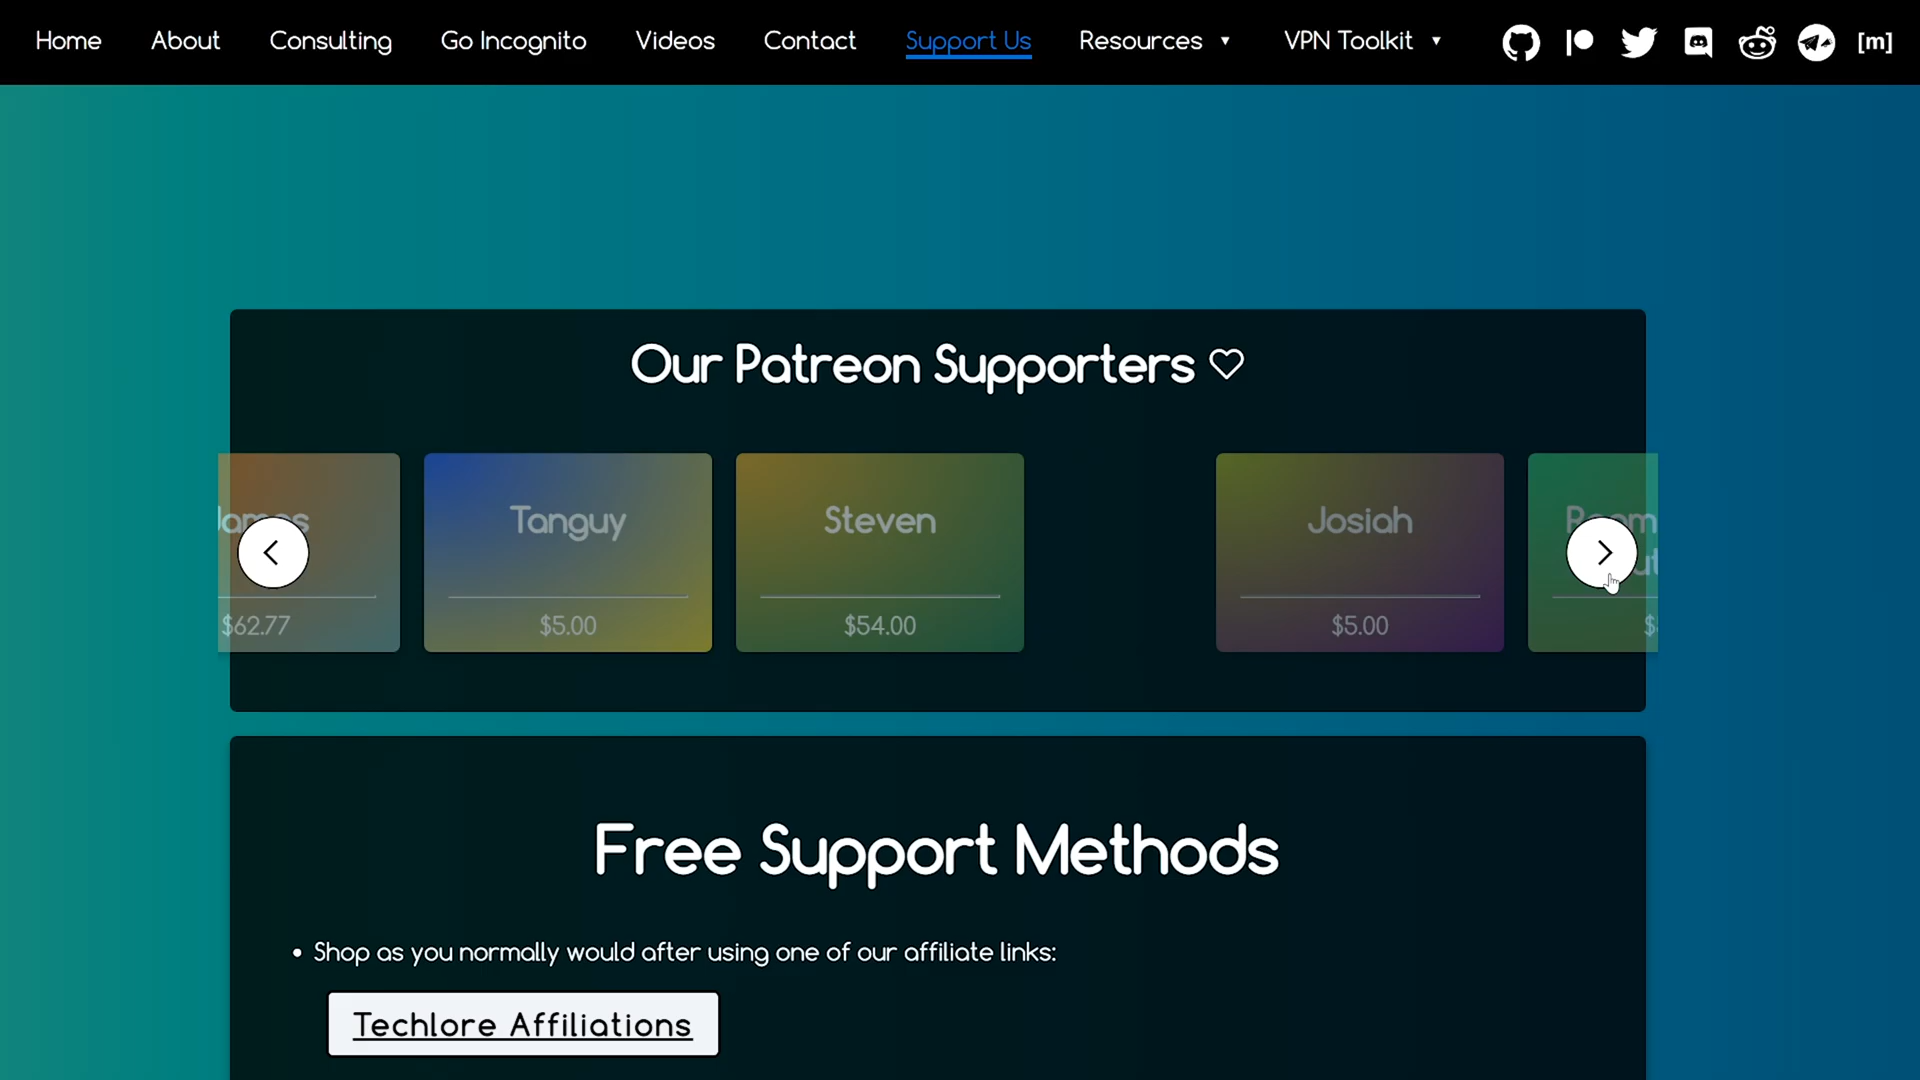 Home About Consulting Go Incognito Videos Contact Support Us Resources VPN Toolkit [m]
Our Patreon Supporters
James Tanguy Steven Josiah
$62.77 $5.00 $54.00 $5.00
Free Support Methods
Shop as you normally would after using one of our affiliate links:
Techlore Affiliations